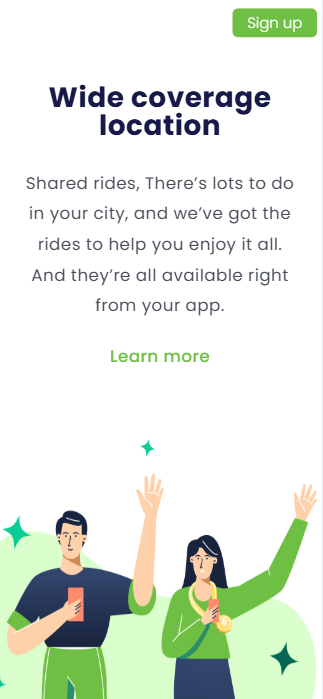 Sign up
Wide coverage
location
Shared rides, There’s lots to do
in your city, and we’ve got the
rides to help you enjoy it all.
And they’re all available right
from your app.
Learn more